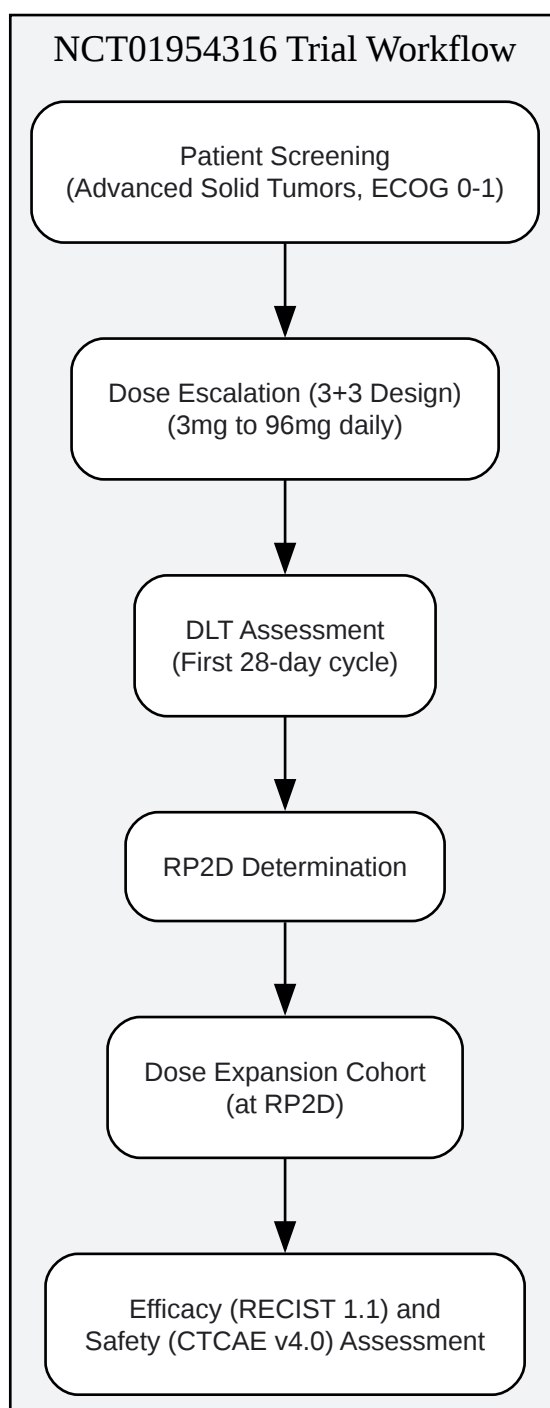 NCT01954316 Trial Workflow
Patient Screening
(Advanced Solid Tumors, ECOG 0-1)
Dose Escalation (3+3 Design)
(3mg to 96mg daily)
DLT Assessment
(First 28-day cycle)
RP2D Determination
Dose Expansion Cohort
(at RP2D)
Efficacy (RECIST 1.1) and
Safety (CTCAE v4.0) Assessment